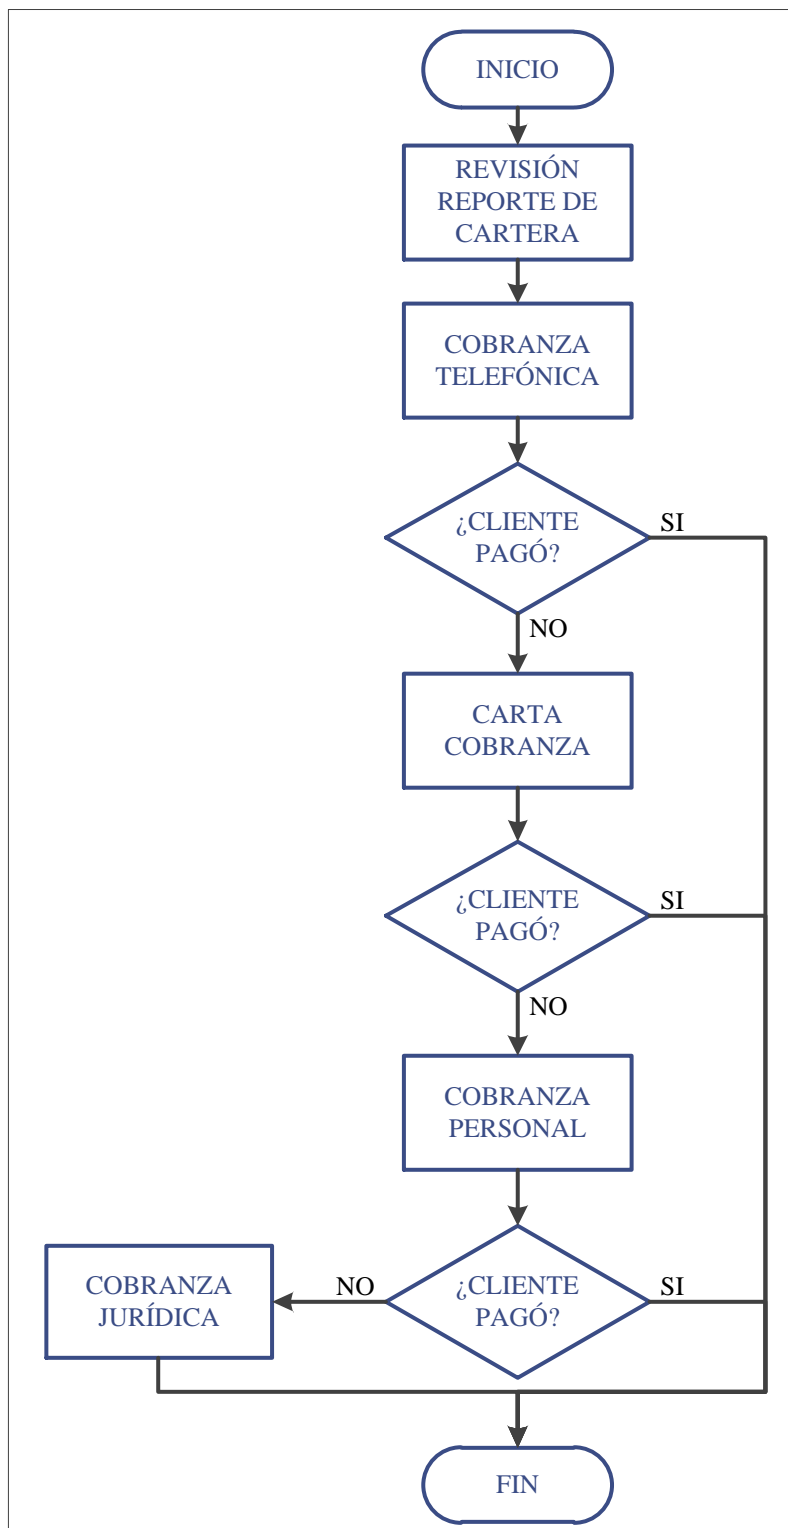 INICIO
REVISIÓN
REPORTE DE
CARTERA
COBRANZA
TELEFÓNICA
¿CLIENTE
PAGÓ?
SI
NO
CARTA
COBRANZA
¿CLIENTE
PAGÓ?
SI
NO
COBRANZA
PERSONAL
¿CLIENTE
PAGÓ?
SI
NO
COBRANZA
JURÍDICA
FIN